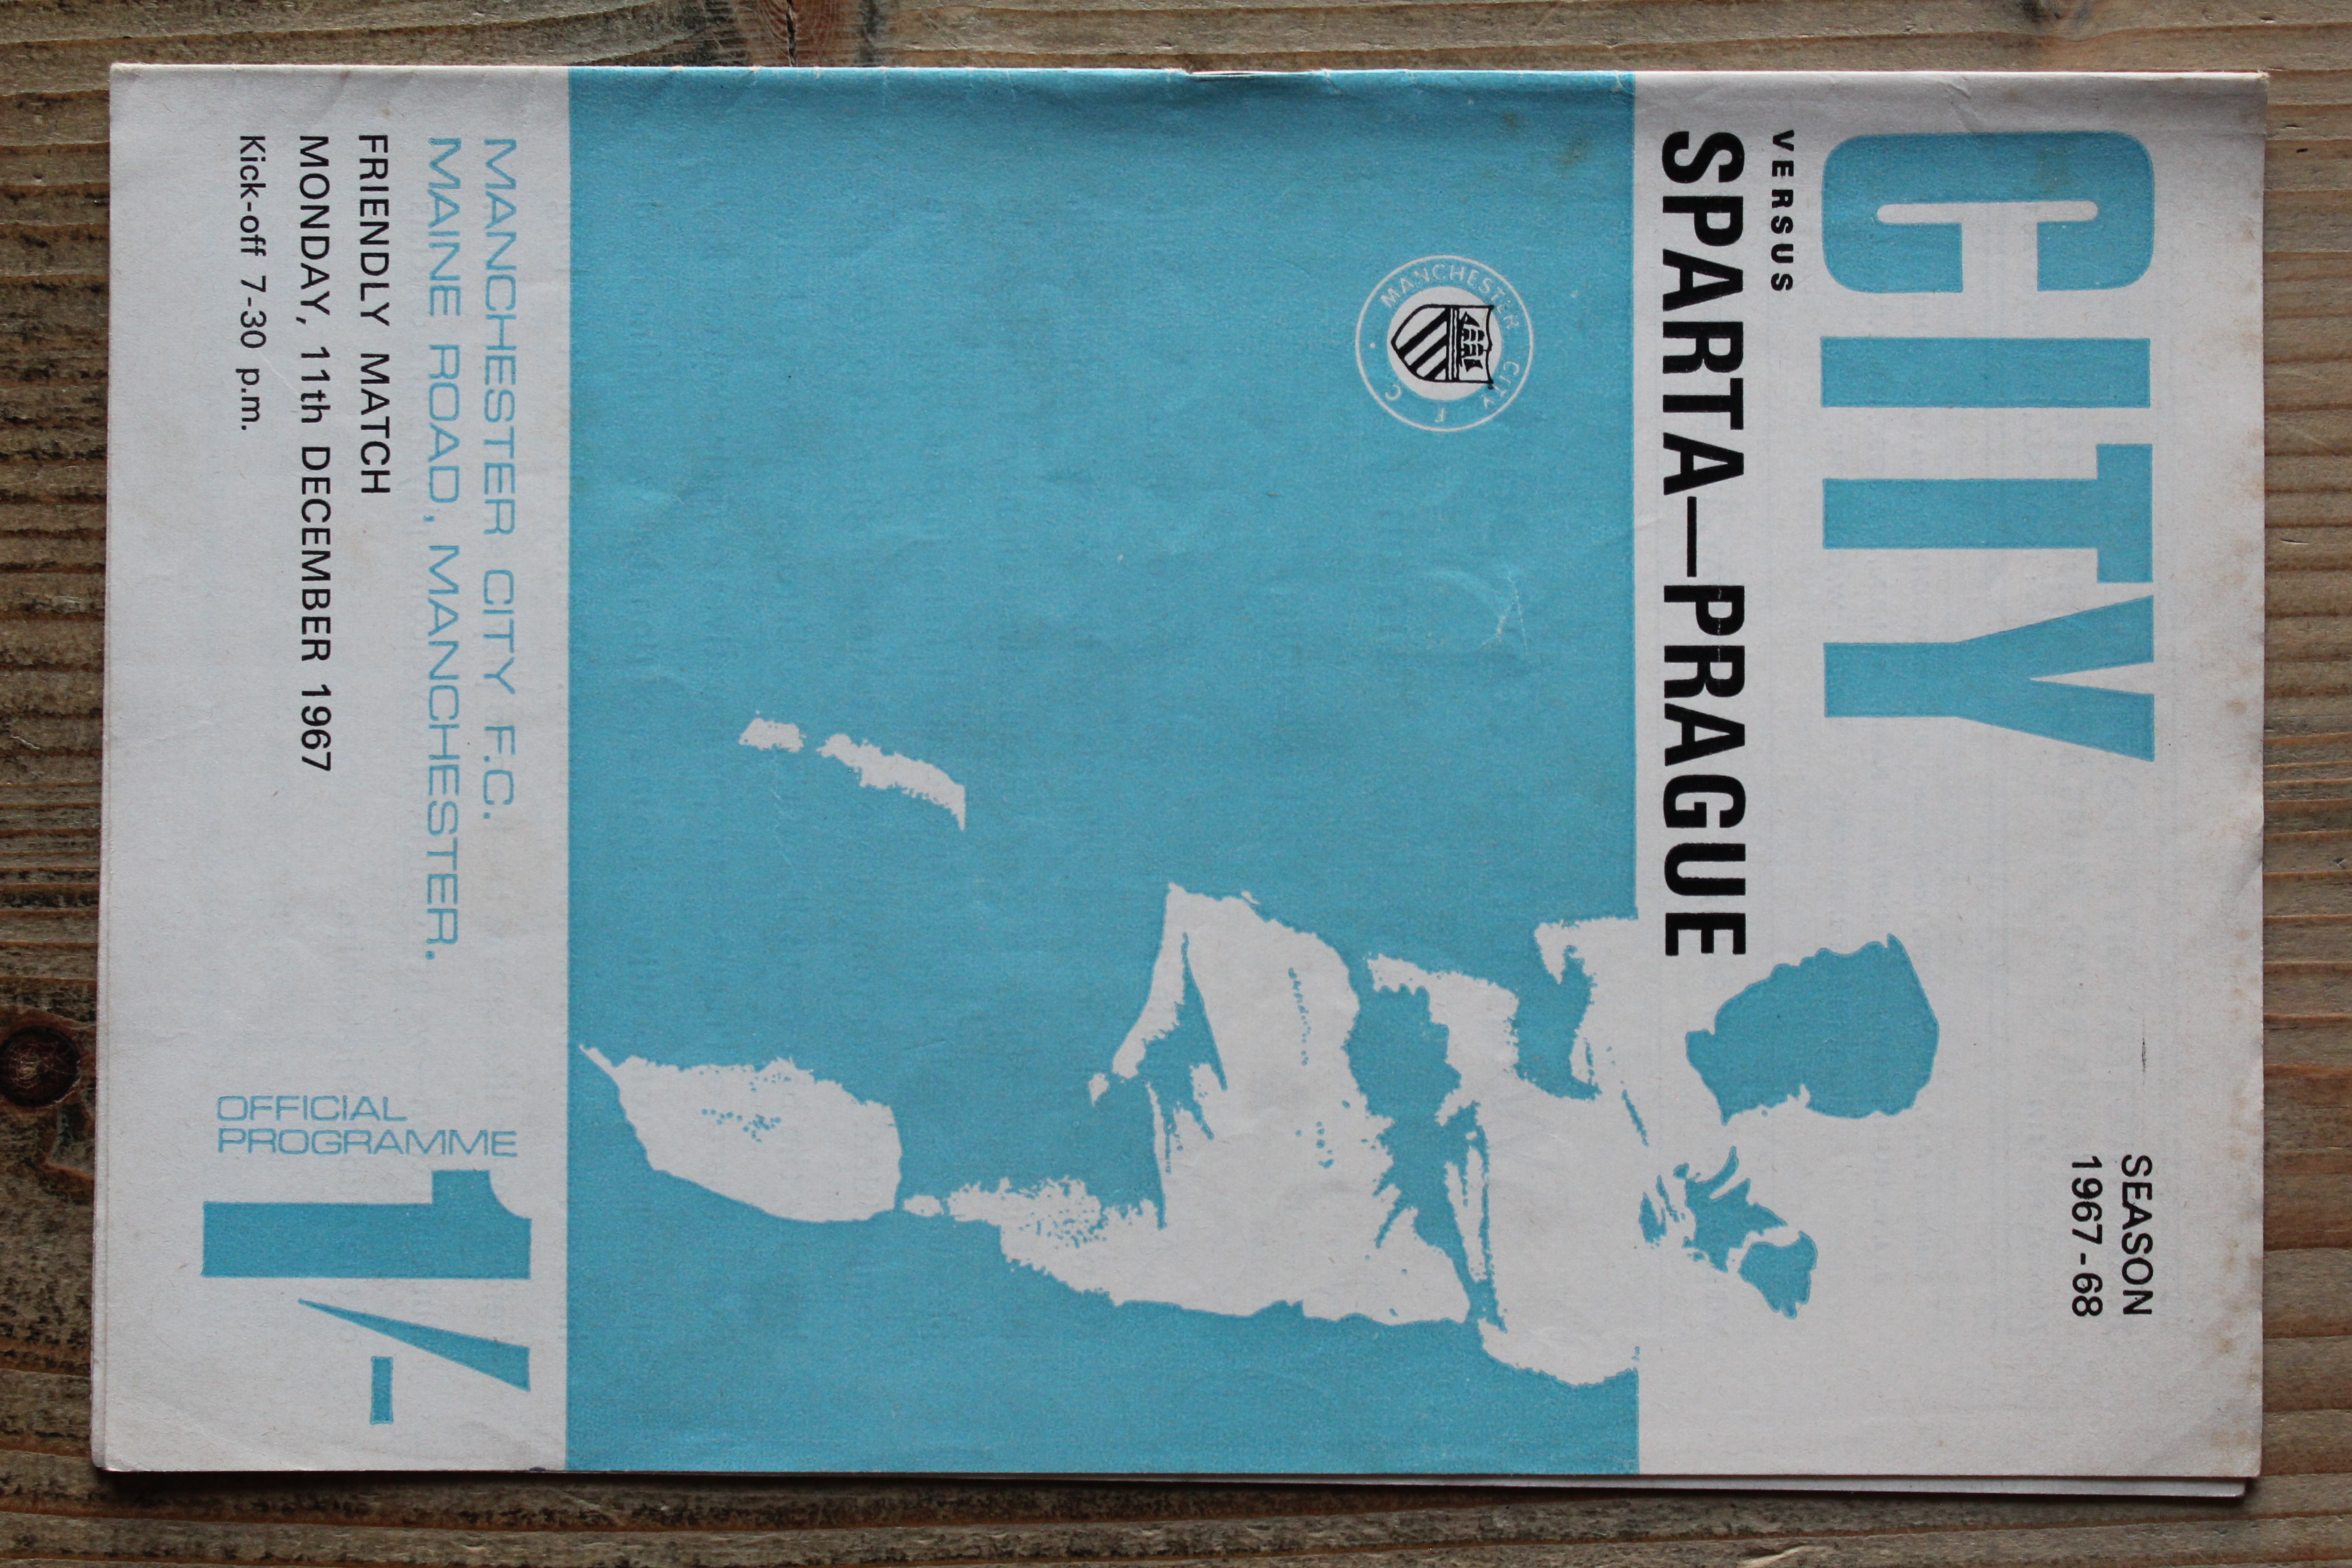 CITY
SEASON
1967-68
VERSUS
SPARTA—PRAGUE
MANCHESTER CITY F C
MANCHESTER CITY F.C.
MAINE ROAD, MANCHESTER.
FRIENDLY MATCH
MONDAY, 11th DECEMBER 1967
Kick-off 7-30 p.m.
OFFICIAL
PROGRAMME
1/-